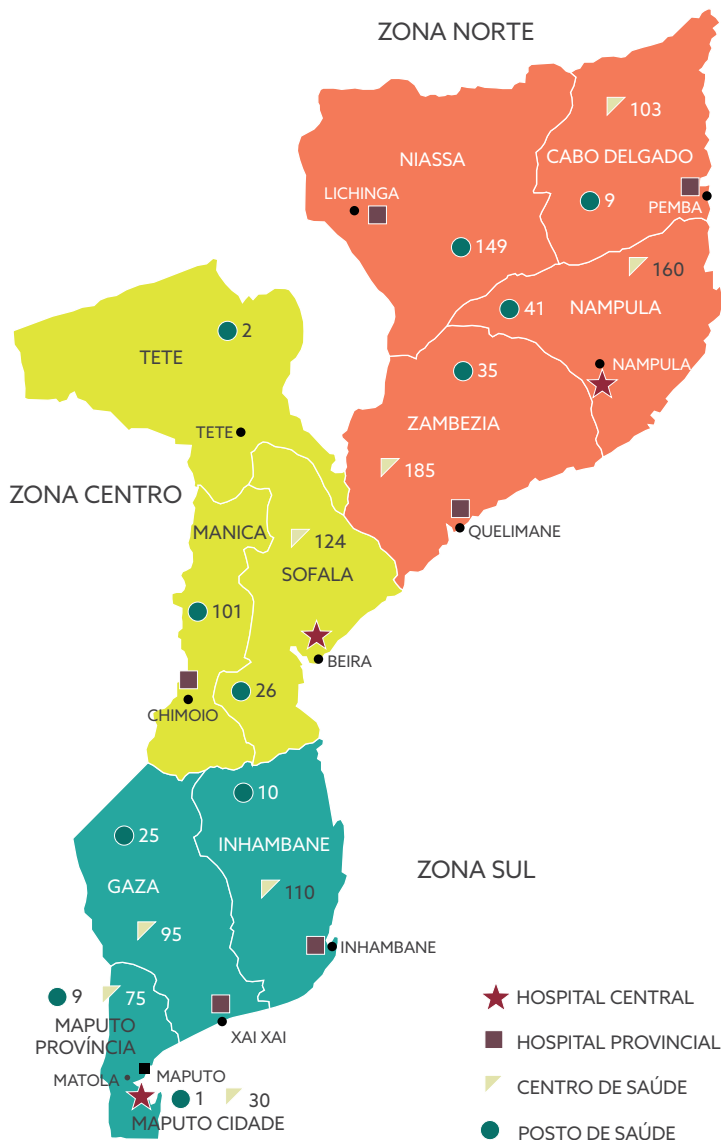 ZONA NORTE
103
NIASSA
CABO DELGADO
LICHINGA
9
PEMBA
149
160
41
NAMPULA
2
TETE
35
NAMPULA
ZAMBEZIA
TETE
185
ZONA CENTRO
QUELIMANE
MANICA
124
SOFALA
101
BEIRA
26
CHIMOIO
10
25
INHAMBANE
ZONA SUL
GAZA
110
95
INHAMBANE
9
75
HOSPITAL CENTRAL
MAPUTO
PROVÍNCIA
XAI XAI
HOSPITAL PROVINCIAL
MATOLA
MAPUTO
CENTRO DE SAÚDE
1
30
MAPUTO CIDADE
POSTO DE SAÚDE